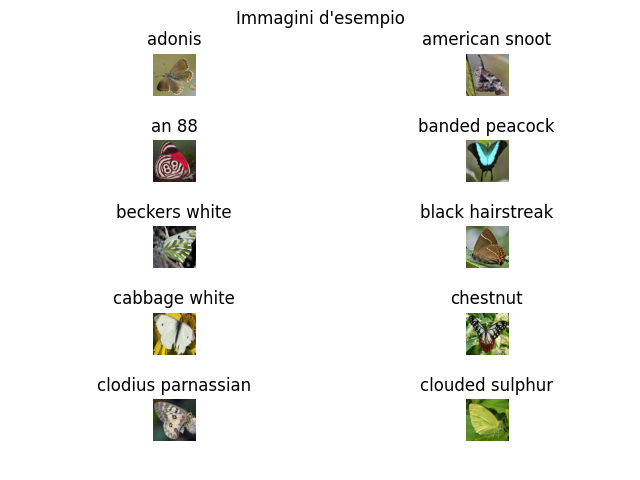 Immagini d'esempio
adonis
american snoot
an 88
banded peacock
beckers white
black hairstreak
cabbage white
chestnut
clodius parnassian
clouded sulphur